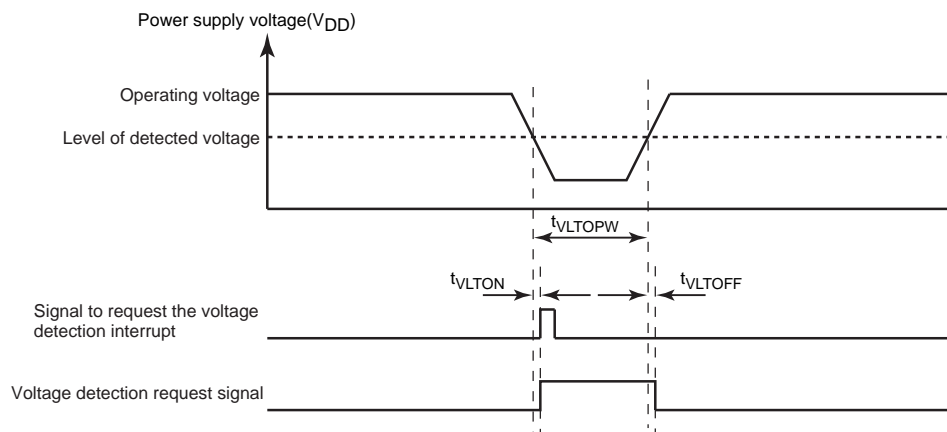 Power supply voltage(VDD)
Operating voltage
Level of detected voltage
tVLTOPW
tVLTON
tVLTOFF
Signal to request the voltage
detection interrupt
Voltage detection request signal